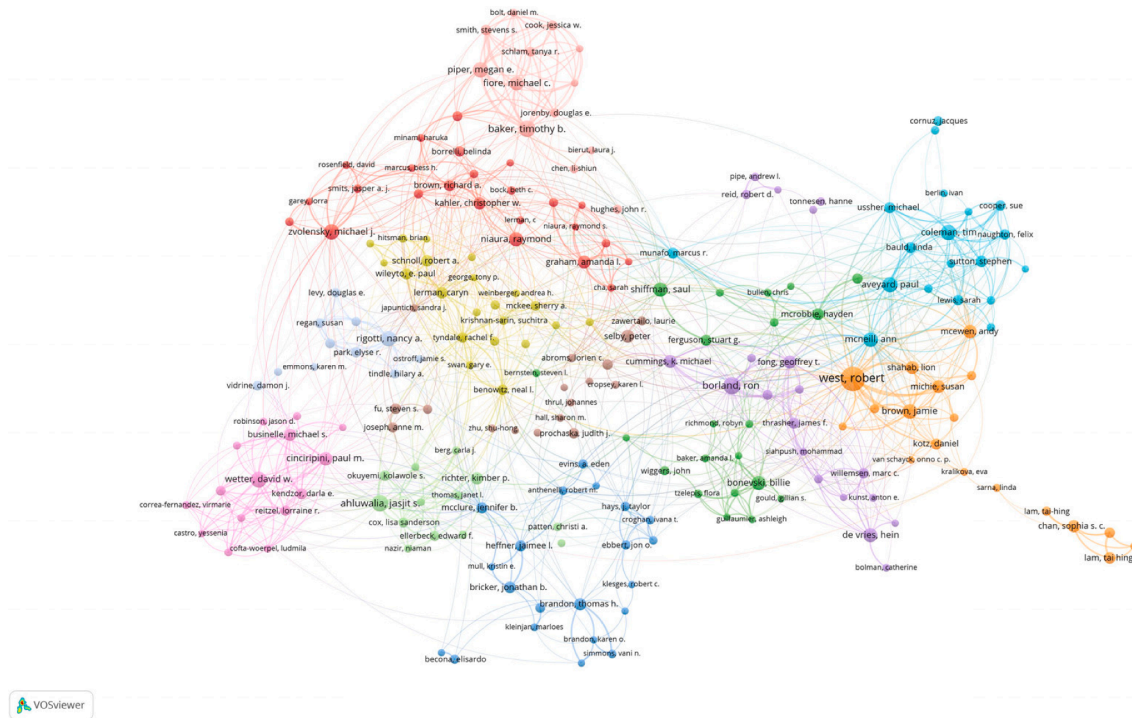 bolt, daniel m.
cook, jessica w.
smith, stevens s.
schlam, tanya r.
piper, megan e.
fiore, michael c.
jorenby, douglas e.
cornuz, jacques
baker, timothy b.
minami, haruka
borrelli, belinda
bierut, laura j.
rosenfield, david
marcus, bess h.
chen, li-shiun
pipe, andrew l.
brown, richard a.
bock, beth c.
smits, jasper a. j.
reid, robert d.
berlin, ivan
garey, lorra
kahler, christopher w.
tonnesen, hanne
ussher, michael
cooper, sue
hughes, john r.
lerman, c
niaura, raymond s.
zvolensky, michael j.
coleman, tim
naughton, felix
hitsman, brian
niaura, raymond
bauld, linda
munafo, marcus r.
sutton, stephen
schnoll, robert a.
graham, amanda l.
wileyto, e. paul
george, tony p.
cha, sarah
shiffman, saul
aveyard, paul
levy, douglas e.
lerman, caryn
weinberger, andrea h.
bullen, chris
lewis, sarah
japuntich, sandra j.
mckee, sherry a.
mcrobbie, hayden
regan, susan
krishnan-sarin, suchitra
zawertailo, laurie
mcewen, andy
rigotti, nancy a.
tyndale, rachel f.
selby, peter
ferguson, stuart g.
mcneill, ann
park, elyse r.
ostroff, jamie s.
abroms, lorien c.
cummings, k. michael
fong, geoffrey t.
emmons, karen m.
swan, gary e.
shahab, lion
tindle, hilary a.
bernstein, steven l.
west, robert
vidrine, damon j.
benowitz, neal l.
cropsey, karen l.
borland, ron
michie, susan
thrul, johannes
fu, steven s.
brown, jamie
robinson, jason d.
hall, sharon m.
richmond, robyn
thrasher, james f.
joseph, anne m.
zhu, shu-hong
prochaska, judith j.
businelle, michael s.
kotz, daniel
berg, carla j.
siahpush, mohammad
cinciripini, paul m.
baker, amanda l.
van schayck, onno c. p.
evins, a. eden
wiggers, john
kralikova, eva
okuyemi, kolawole s.
richter, kimber p.
willemsen, marc c.
wetter, david w.
bonevski, billie
sarna, linda
kendzor, darla e.
thomas, janet l.
anthenelli, robert m.
tzelepis, flora
gould, gillian s.
kunst, anton e.
correa-fernandez, virmarie
ahluwalia, jasjit s.
mcclure, jennifer b.
hays, j. taylor
reitzel, lorraine r.
lam, tai-hing
cox, lisa sanderson
patten, christi a.
croghan, ivana t.
guillaumier, ashleigh
chan, sophia s. c.
castro, yessenia
ellerbeck, edward f.
de vries, hein
cofta-woerpel, ludmila
nazir, niaman
heffner, jaimee l.
ebbert, jon o.
lam, tai hing
mull, kristin e.
bolman, catherine
bricker, jonathan b.
klesges, robert c.
brandon, thomas h.
kleinjan, marloes
brandon, karen o.
simmons, vani n.
becona, elisardo
VOSviewer